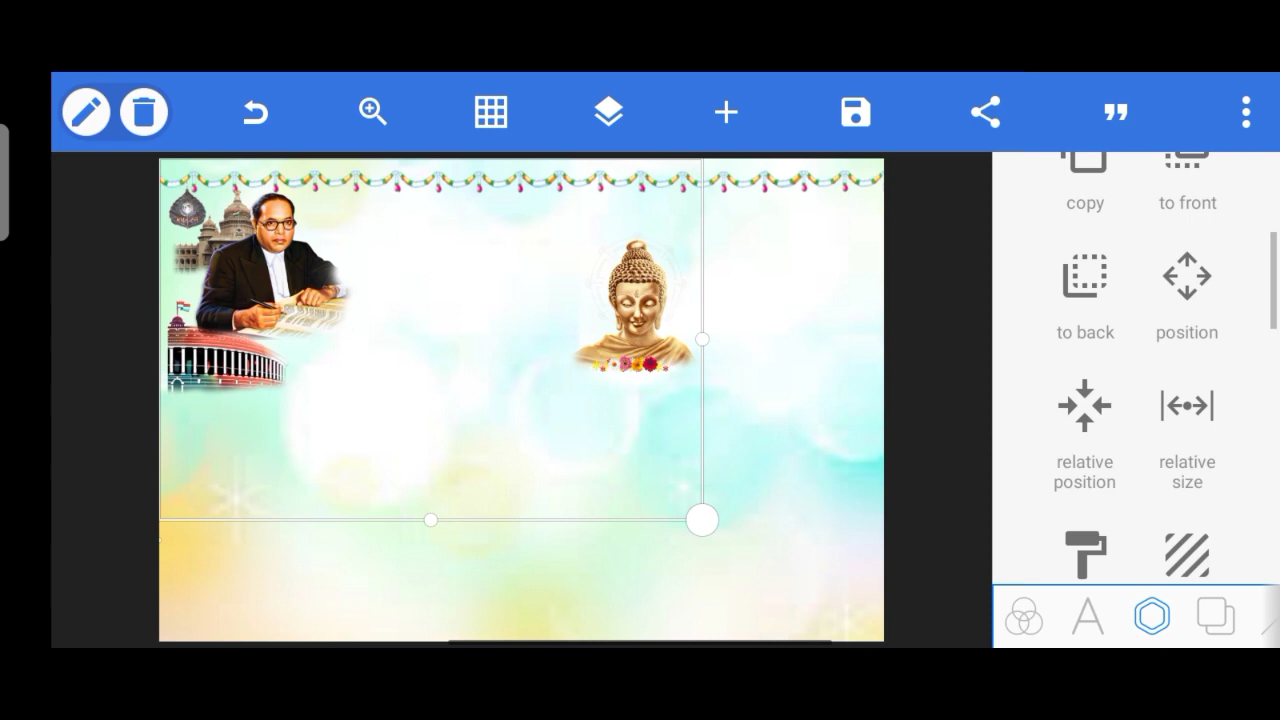 copy
to front
to back
position
relative
position
relative
size